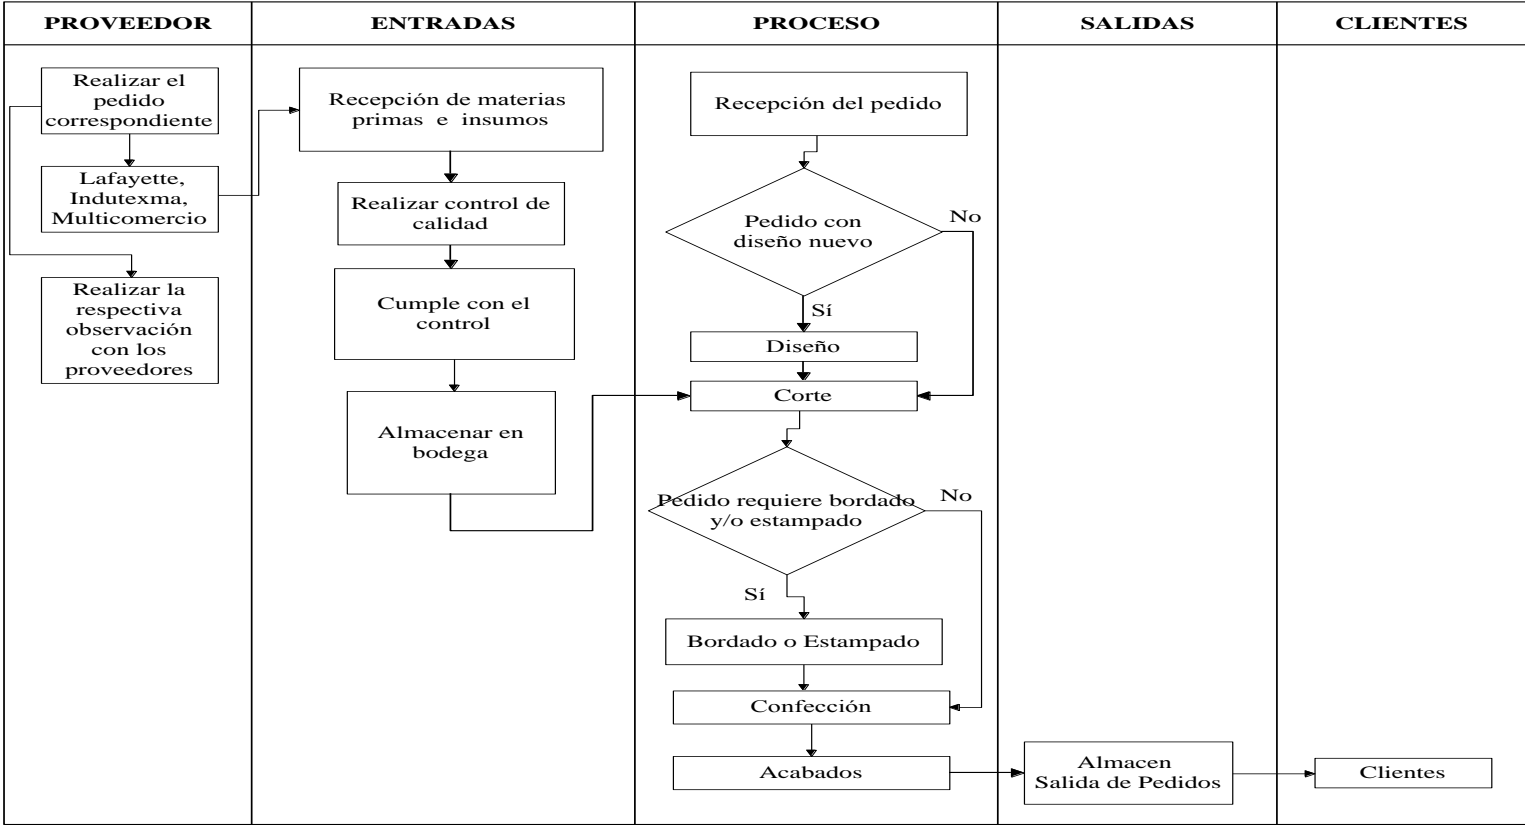 PROVEEDOR
ENTRADAS
PROCESO
SALIDAS
CLIENTES
Realizar el
pedido
correspondiente
Lafayette,
Indutexma,
Multicomercio
Realizar la
respectiva
observación
con los
proveedores
Recepción de materias
primas e insumos
Realizar control de
calidad
Cumple con el
control
Almacenar en
bodega
Recepción del pedido
Pedido con
diseño nuevo
No
Sí
Diseño
Corte
Pedido requiere bordado
y/o estampado
No
Sí
Bordado o Estampado
Confección
Acabados
Almacen
Salida de Pedidos
Clientes